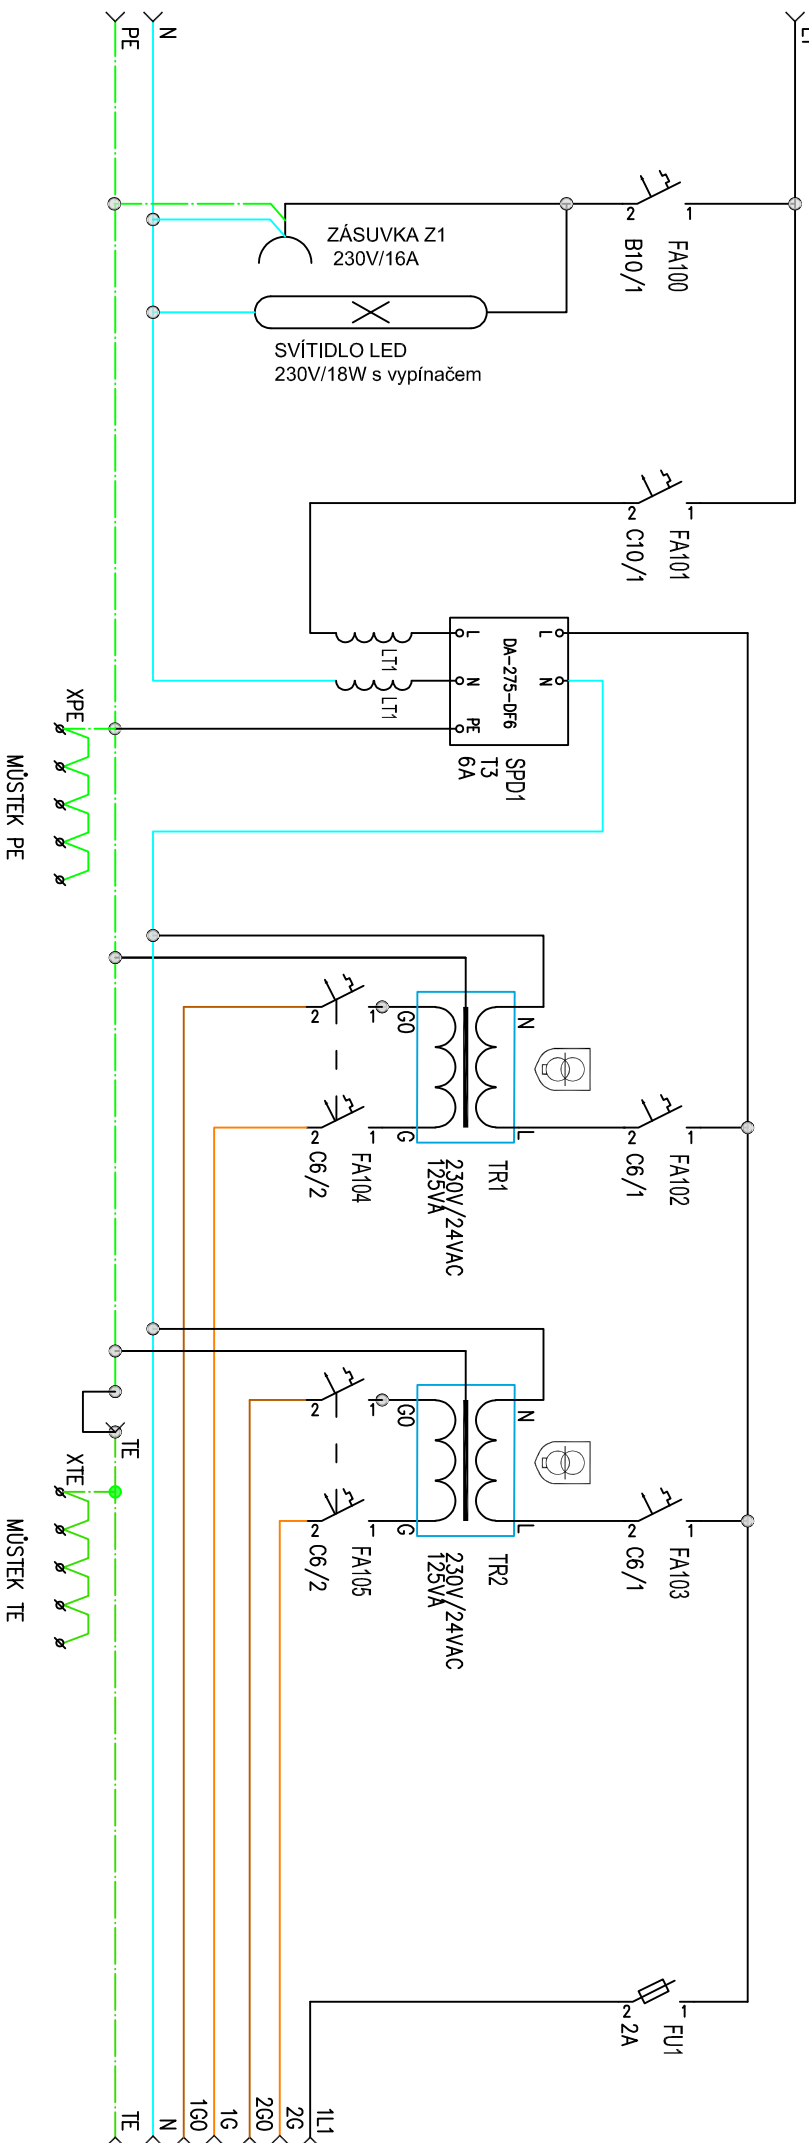 PE
N
L1
ZÁSUVKA Z1
230V/16A
2
1
B10/1
FA100
SVÍTIDLO LED
230V/18W s vypínačem
2
1
C10/1
FA101
LT1
LT1
L
N
PE
DA-275-DF6
L
N
SPD1
T3
6A
XPE
MŮSTEK PE
2
1
G0
N
2
1
G
L
C6/2
FA104
TR1
230V/24VAC
125VA
2
1
C6/1
FA102
2
1
G0
N
2
1
G
L
C6/2
FA105
TR2
230V/24VAC
125VA
2
1
C6/1
FA103
TE
XTE
MŮSTEK TE
2
1
2A
FU1
TE
N
1G0
1G
2G0
2G
1L1